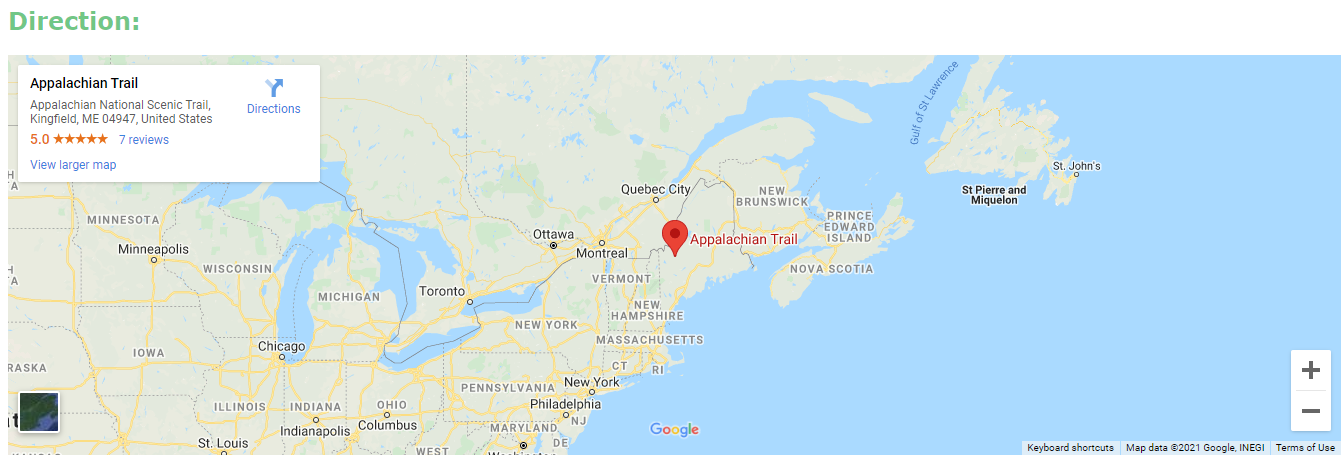 Direction:
Appalachian Trail
Directions
Appalachian National Scenic Trail,
Kingfield, ME 04947, United States
5.0 ★★★★★ 7 reviews
View larger map
Gulf of St Lawrence
St. John's
St Pierre and
Miquelon
Quebec City
NEW
BRUNSWICK
PRINCE
EDWARD
ISLAND
MINNESOTA
Minneapolis
Ottawa
Montreal
Appalachian Trail
WISCONSIN
NOVA SCOTIA
VERMONT
MICHIGAN
Toronto
NEW
HAMPSHIRE
NEW YORK
MASSACHUSETTS
IOWA
Chicago
CT
RI
PENNSYLVANIA
New York
ILLINOIS
INDIANA
OHIO
Philadelphia
NJ
Columbus
Indianapolis
MARYLAND
Google
St. Louis
DE
WEST
Keyboard shortcuts
Map data ©2021 Google, INEGI
Terms of Use